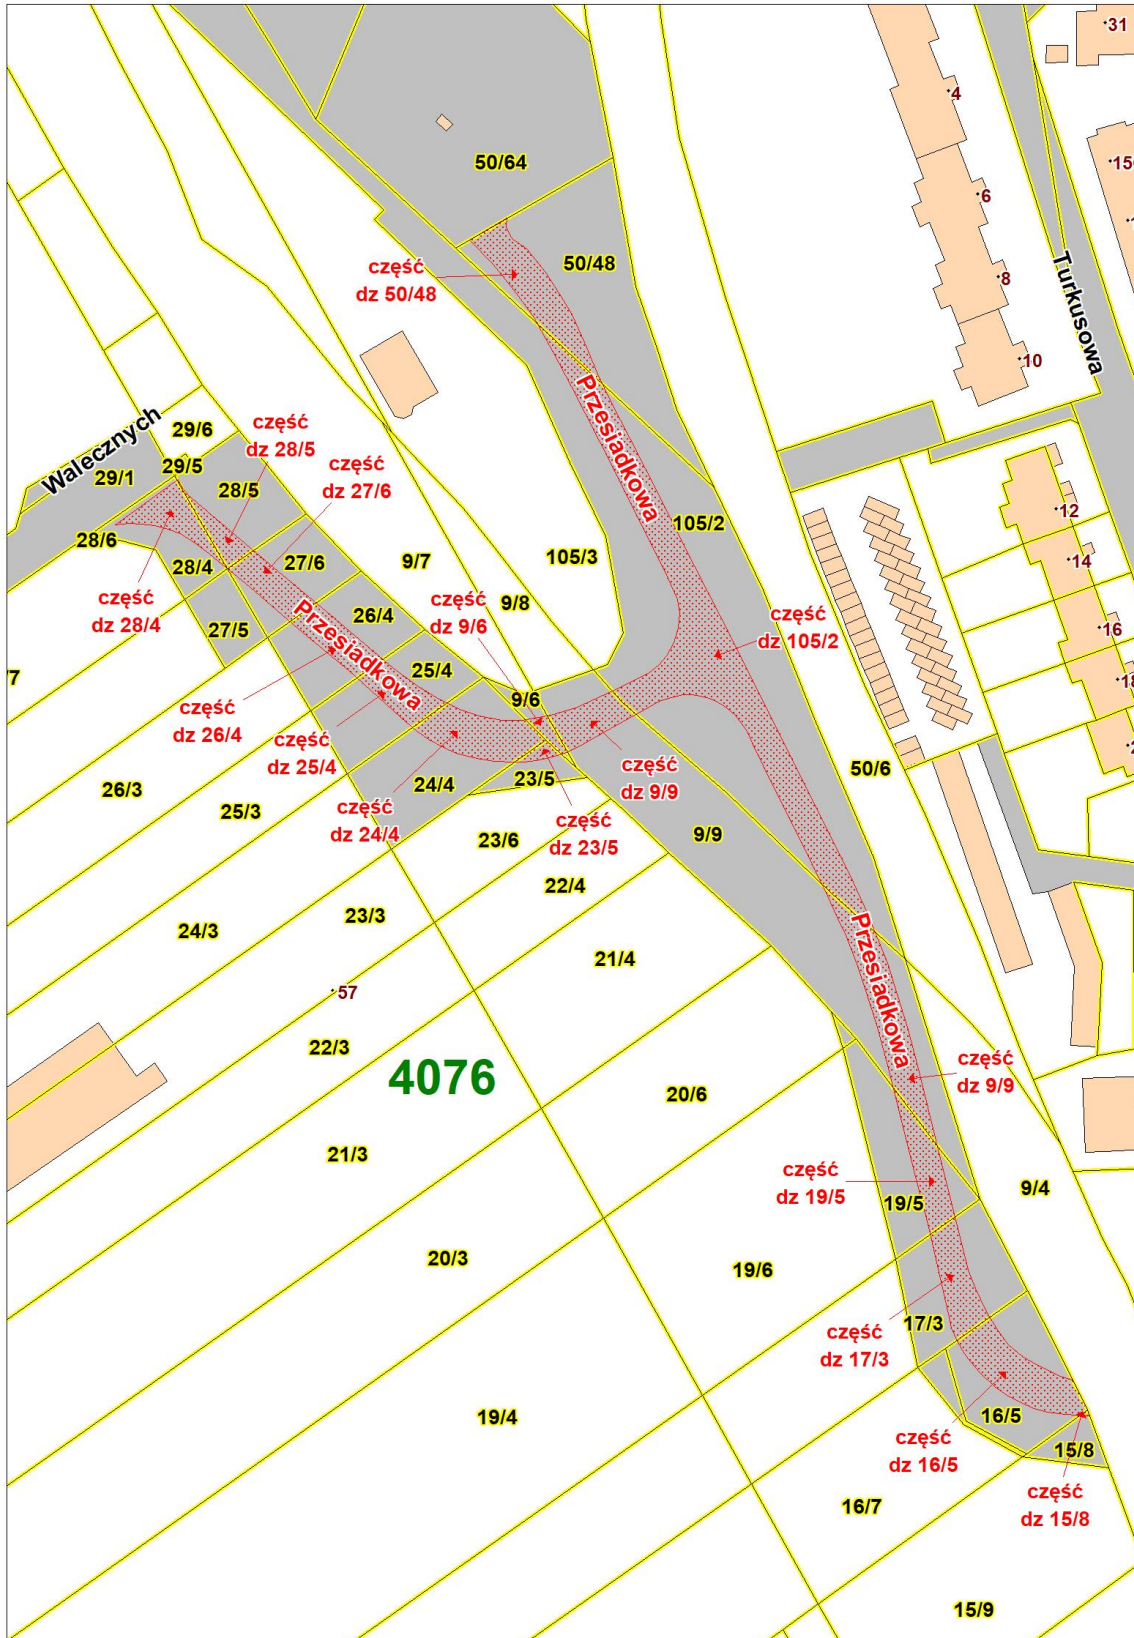 31
4
50/64
150
6
50/48
część
dz 50/48
Turkusowa
8
10
Przesiadkowa
Walecznych
29/6
część
dz 28/5
29/5
29/1
część
dz 27/6
28/5
12
105/2
28/6
28/4
27/6
9/7
105/3
14
część
dz 28/4
Przesiadkowa
26/4
część
dz 9/6
9/8
część
dz 105/2
27/5
16
25/4
18
9/6
część
dz 26/4
część
dz 25/4
część
dz 9/9
50/6
26/3
24/4
23/5
25/3
część
dz 24/4
część
dz 23/5
9/9
23/6
22/4
23/3
24/3
21/4
Przesiadkowa
57
22/3
4076
część
dz 9/9
20/6
21/3
część
dz 19/5
9/4
19/5
20/3
19/6
17/3
część
dz 17/3
19/4
16/5
część
dz 16/5
15/8
część
dz 15/8
16/7
15/9